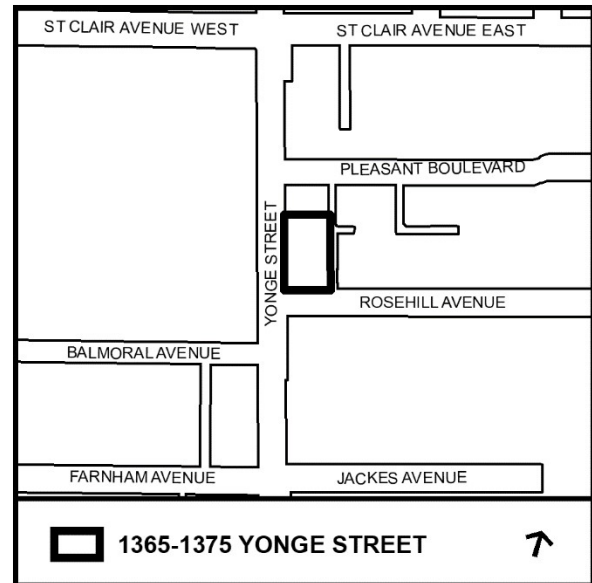 ST CLAIR AVENUE WEST
ST CLAIR AVENUE EAST
PLEASANT BOULEVARD
YONGE STREET
ROSEHILL AVENUE
BALMORAL AVENUE
FARNHAM AVENUE
JACKES AVENUE
1365-1375 YONGE STREET